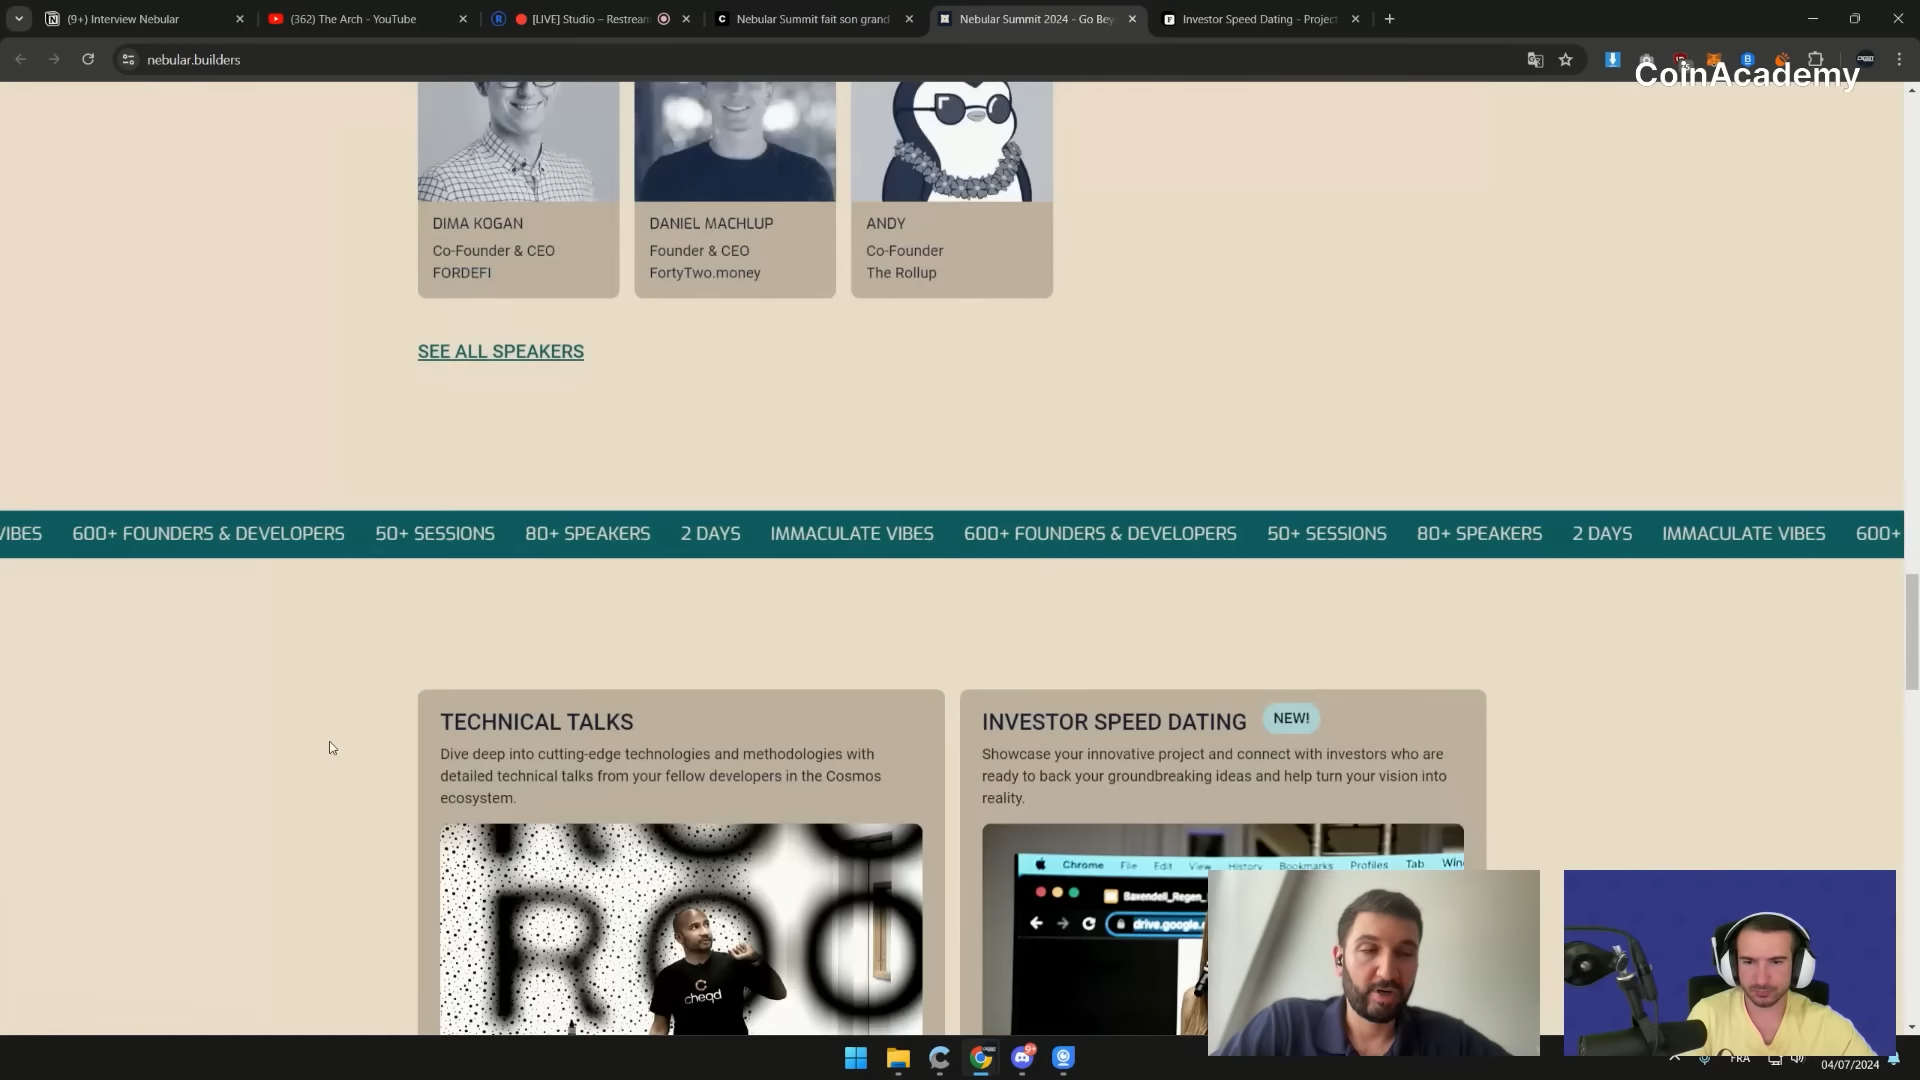 (9+) Interview Nebular
(362) The Arch - YouTube
[LIVE] Studio – Restream
Nebular Summit fait son grand
Nebular Summit 2024 - Go Bey
Investor Speed Dating - Project
nebular.builders
CoinAcademy
DIMA KOGAN
Co-Founder & CEO
FORDEFI
DANIEL MACHLUP
Founder & CEO
FortyTwo.money
ANDY
Co-Founder
The Rollup
SEE ALL SPEAKERS
VIBES 600+ FOUNDERS & DEVELOPERS 50+ SESSIONS 80+ SPEAKERS 2 DAYS IMMACULATE VIBES 600+ FOUNDERS & DEVELOPERS 50+ SESSIONS 80+ SPEAKERS 2 DAYS IMMACULATE VIBES 600+
TECHNICAL TALKS
Dive deep into cutting-edge technologies and methodologies with
detailed technical talks from your fellow developers in the Cosmos
ecosystem.
INVESTOR SPEED DATING NEW!
Showcase your innovative project and connect with investors who are
ready to back your groundbreaking ideas and help turn your vision into
reality.
cheqd
Chrome File Edit View History Bookmarks Profiles Tab Win
Baxendell_Regen_
drive.google.
FRA
04/07/2024